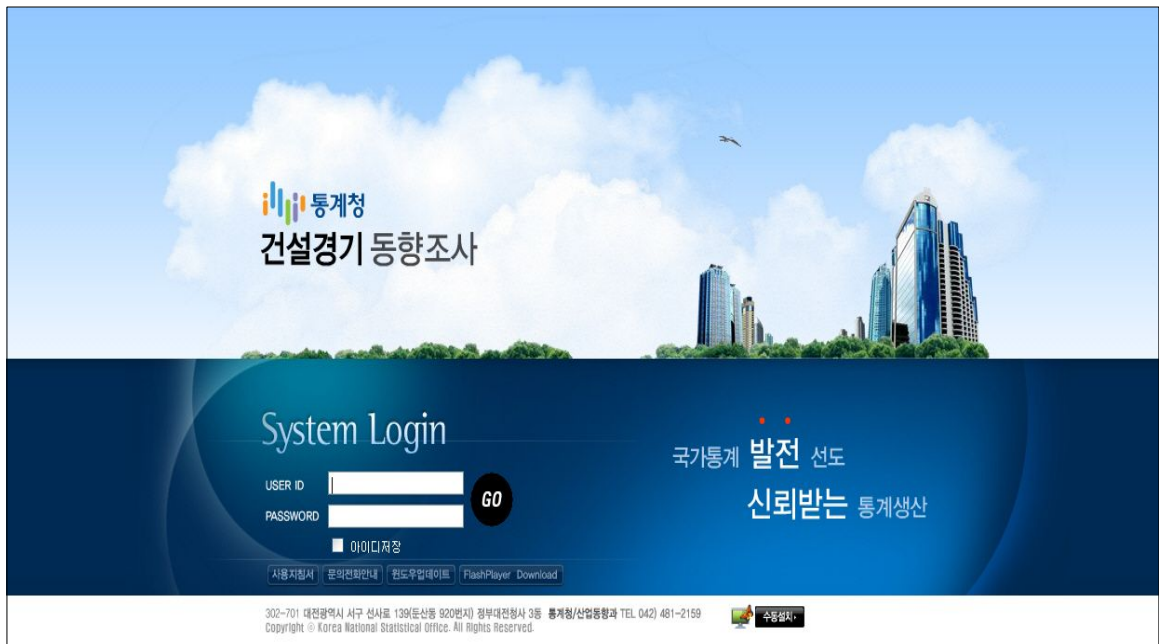 통계청
건설경기 동향조사
System Login
USER ID
PASSWORD
GO
아이디저장
사용지침서 문의전화안내 윈도우업데이트 FlashPlayer Download
국가통계 발전 선도
신뢰받는 통계생산
302-701 대전광역시 서구 선사로 139(둔산동 920번지) 정부대전청사 3동 통계청/산업동향과 TEL 042) 481-2159
Copyright ⓒ Korea National Statistical Office. All Rights Reserved.
수동설치